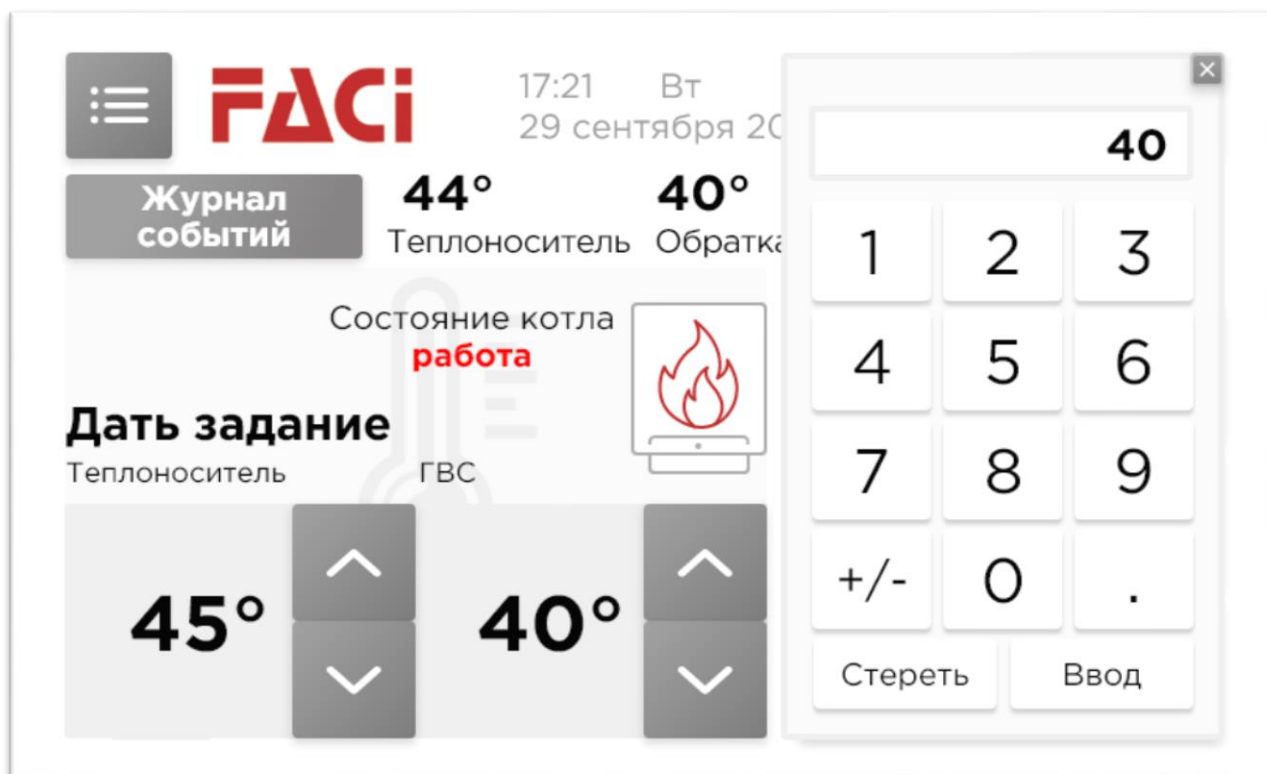 FACi
17:21 Вт
29 сентября 20
Журнал
событий
44°
Теплоноситель
40°
Обратка
Состояние котла
работа
Дать задание
Теплоноситель
ГВС
45°
40°
40
1 2 3
4 5 6
7 8 9
+/- 0 .
Стереть Ввод